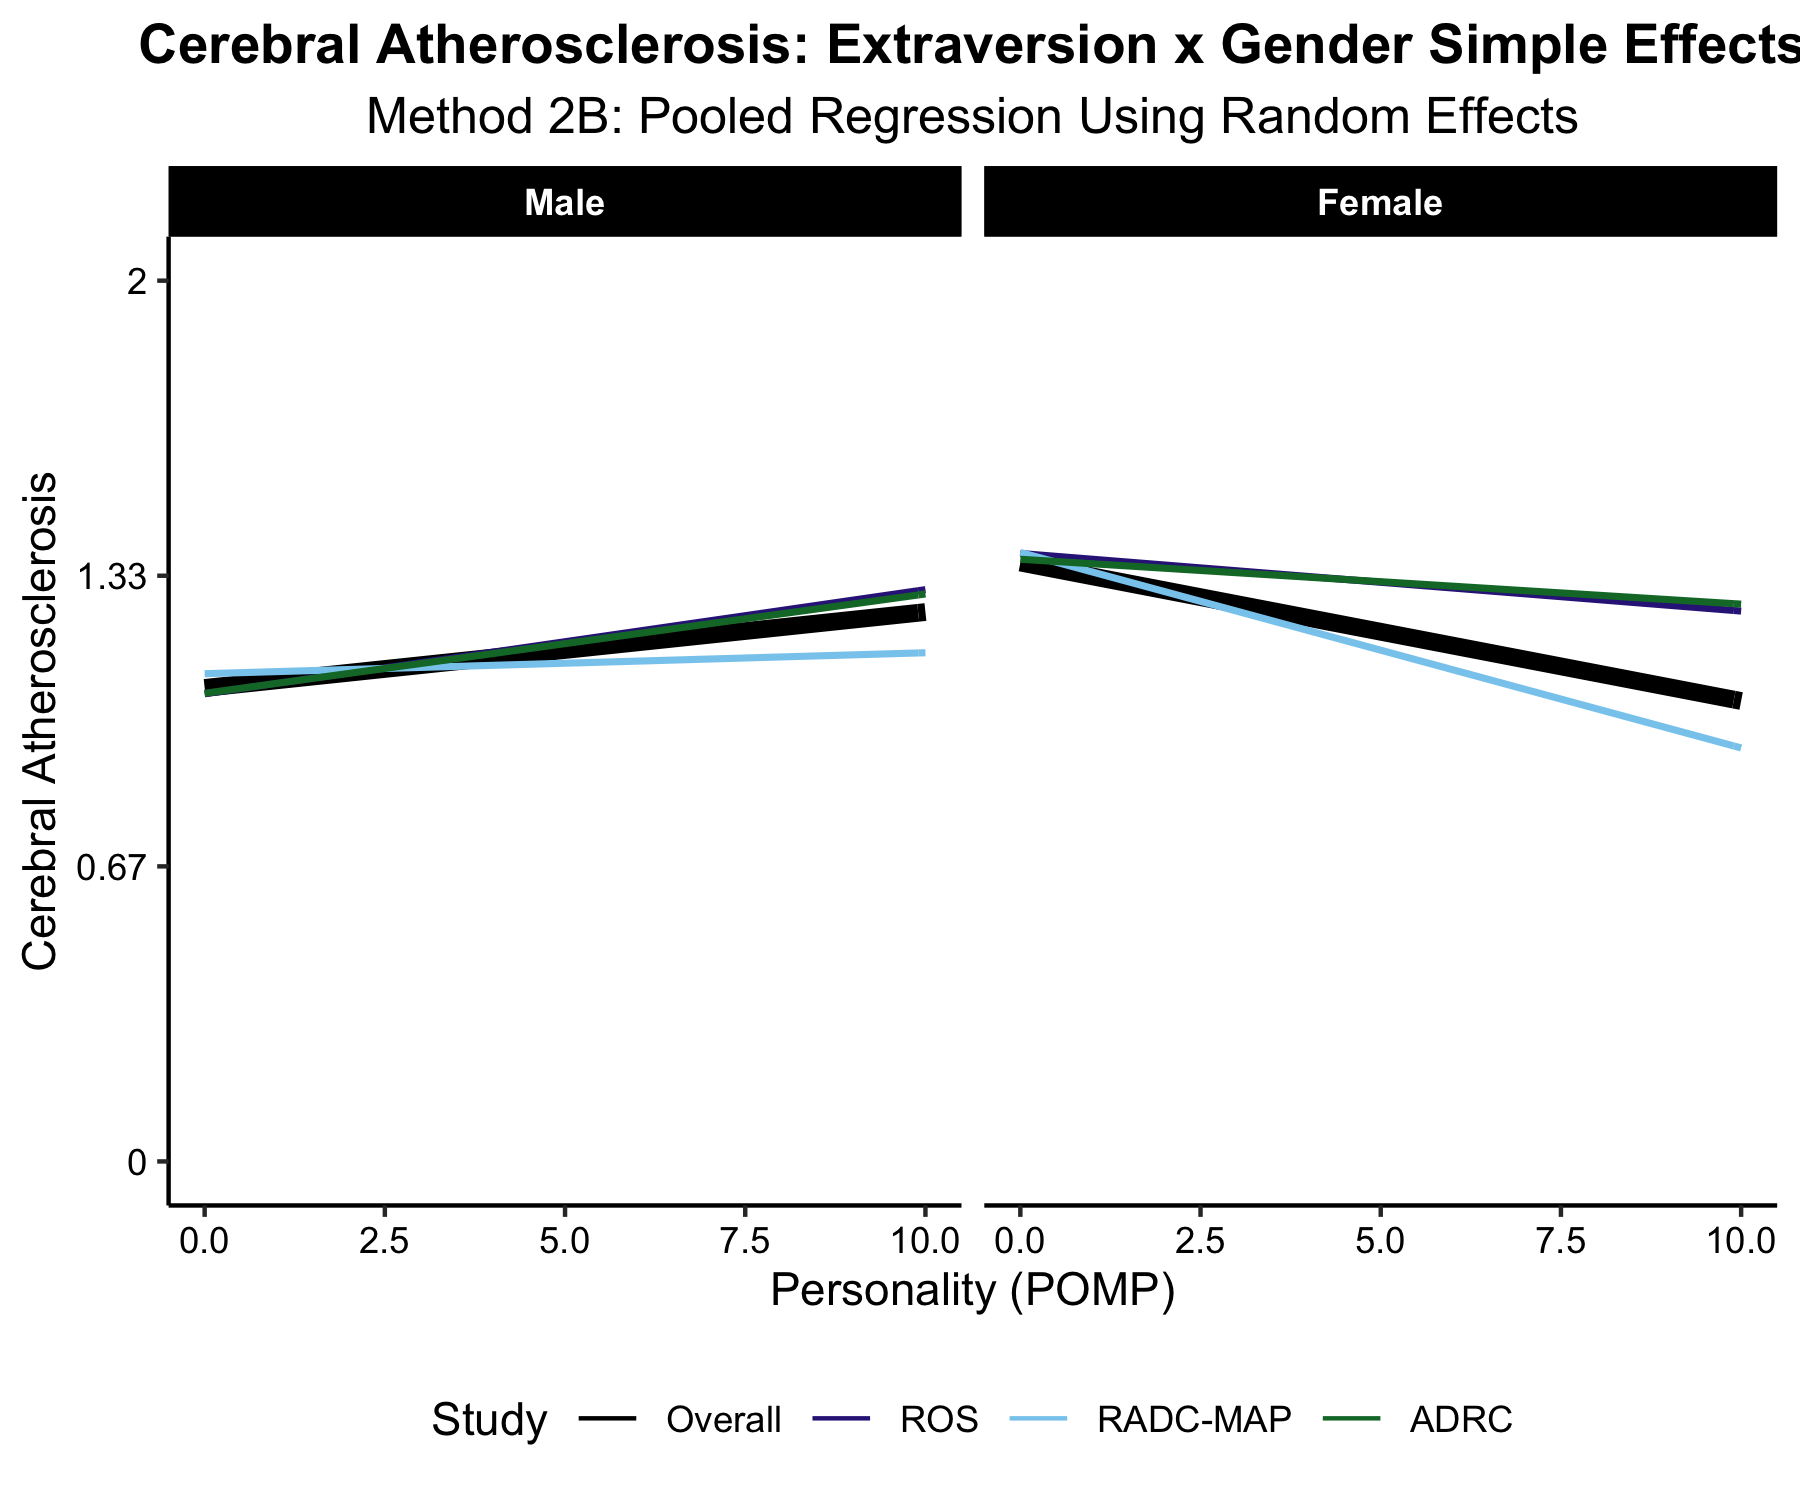 Cerebral Atherosclerosis: Extraversion x Gender Simple Effects
Method 2B: Pooled Regression Using Random Effects
Male
Female
Cerebral Atherosclerosis
2
1.33
0.67
0
0.0 2.5 5.0 7.5 10.0
0.0 2.5 5.0 7.5 10.0
Personality (POMP)
Study Overall ROS RADC-MAP ADRC